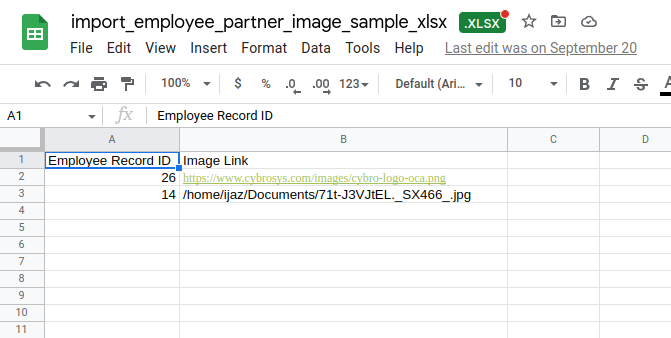 import_employee_partner_image_sample_xlsx .XLSX
File Edit View Insert Format Data Tools Help Last edit was on September 20
100% $ % .0 .00 123 Default (Ari... 10 B I S A
A1 fx Employee Record ID
A B C D
1 Employee Record ID Image Link
2 26 https://www.cybrosys.com/images/cybro-logo-oca.png
3 14 /home/ijaz/Documents/71t-J3VJtEL._SX466_.jpg
4
5
6
7
8
9
10
11